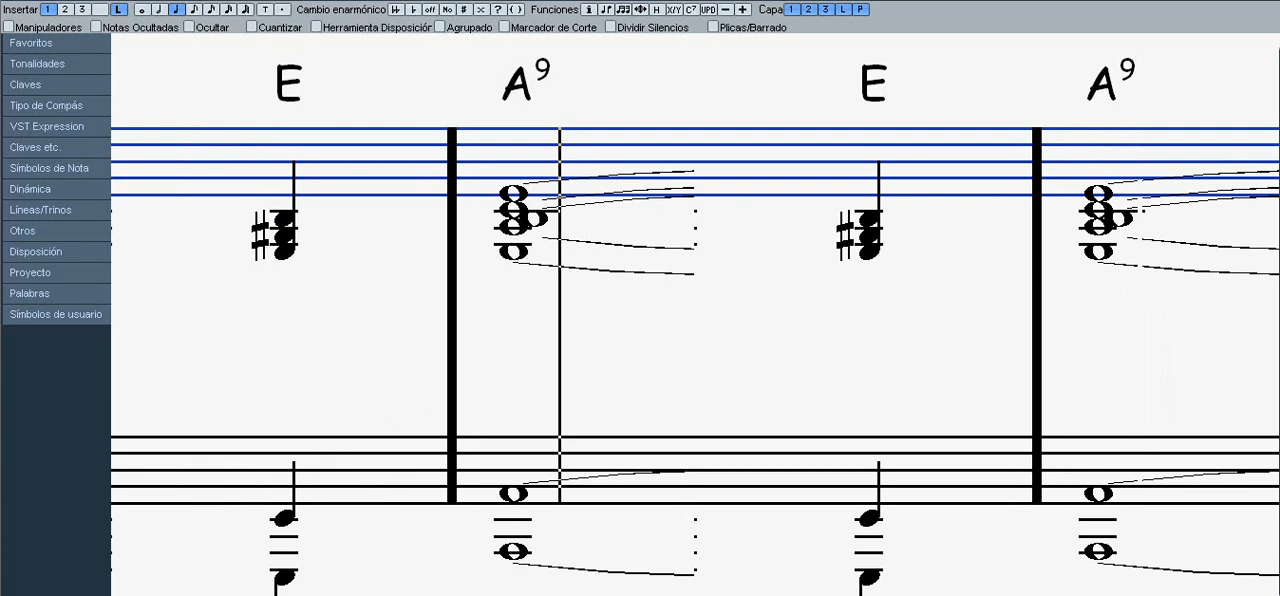 Insertar 1 2 3 L T Cambio enarmónico bb b off No # x ? ( ) Funciones i H X/Y C7 UPD Capa 1 2 3 L P
Manipuladores Notas Ocultadas Ocultar Cuantizar Herramienta Disposición Agrupado Marcador de Corte Dividir Silencios Plicas/Barrado
Favoritos
Tonalidades
Claves
Tipo de Compás
VST Expression
Claves etc.
Símbolos de Nota
Dinámica
Líneas/Trinos
Otros
Disposición
Proyecto
Palabras
Símbolos de usuario
E A9 E A9